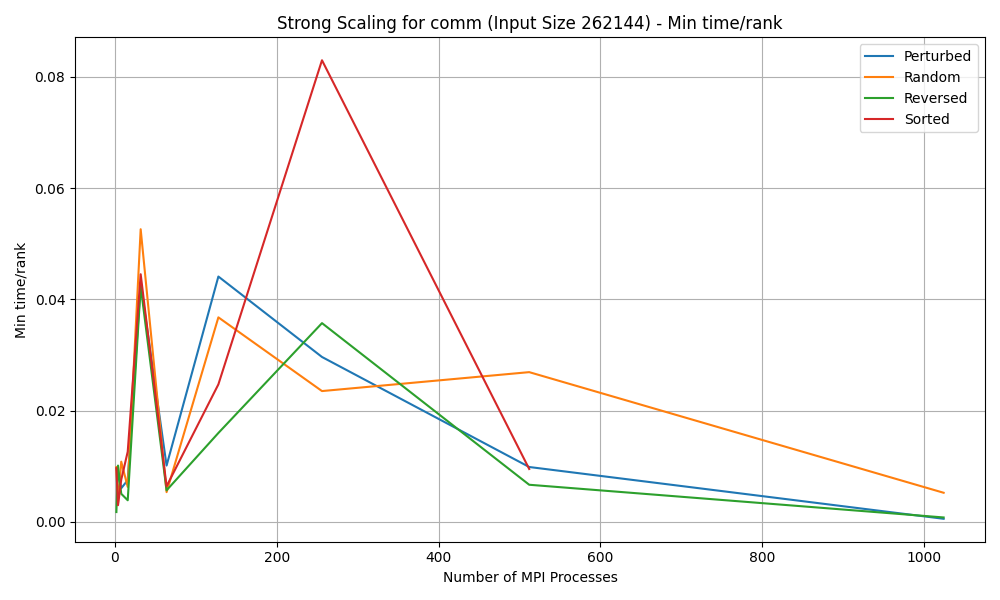 Strong Scaling for comm (Input Size 262144) - Min time/rank
Perturbed
Random
Reversed
Sorted
Min time/rank
0.08
0.06
0.04
0.02
0.00
0
200
400
600
800
1000
Number of MPI Processes